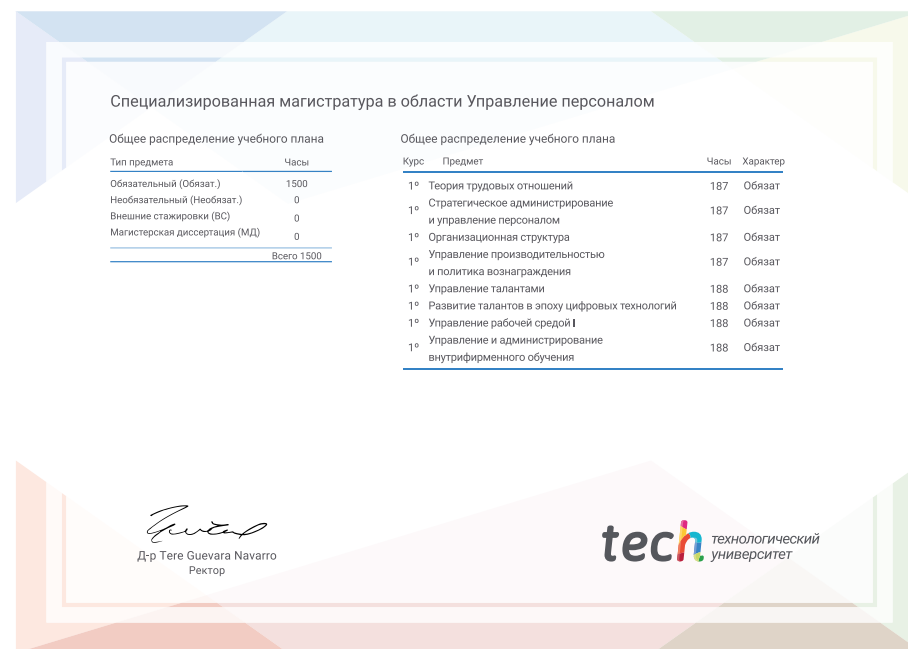 Специализированная магистратура в области Управление персоналом
Общее распределение учебного плана
Тип предмета Часы
Обязательный (Обязат.) 1500
Необязательный (Необязат.) 0
Внешние стажировки (ВС) 0
Магистерская диссертация (МД) 0
Всего 1500
Общее распределение учебного плана
Курс Предмет Часы Характер
1º Теория трудовых отношений 187 Обязат
1º Стратегическое администрирование
и управление персоналом 187 Обязат
1º Организационная структура 187 Обязат
1º Управление производительностью
и политика вознаграждения 187 Обязат
1º Управление талантами 188 Обязат
1º Развитие талантов в эпоху цифровых технологий 188 Обязат
1º Управление рабочей средой I 188 Обязат
1º Управление и администрирование
внутрифирменного обучения 188 Обязат
Д-р Tere Guevara Navarro
Ректор
tech технологический
университет